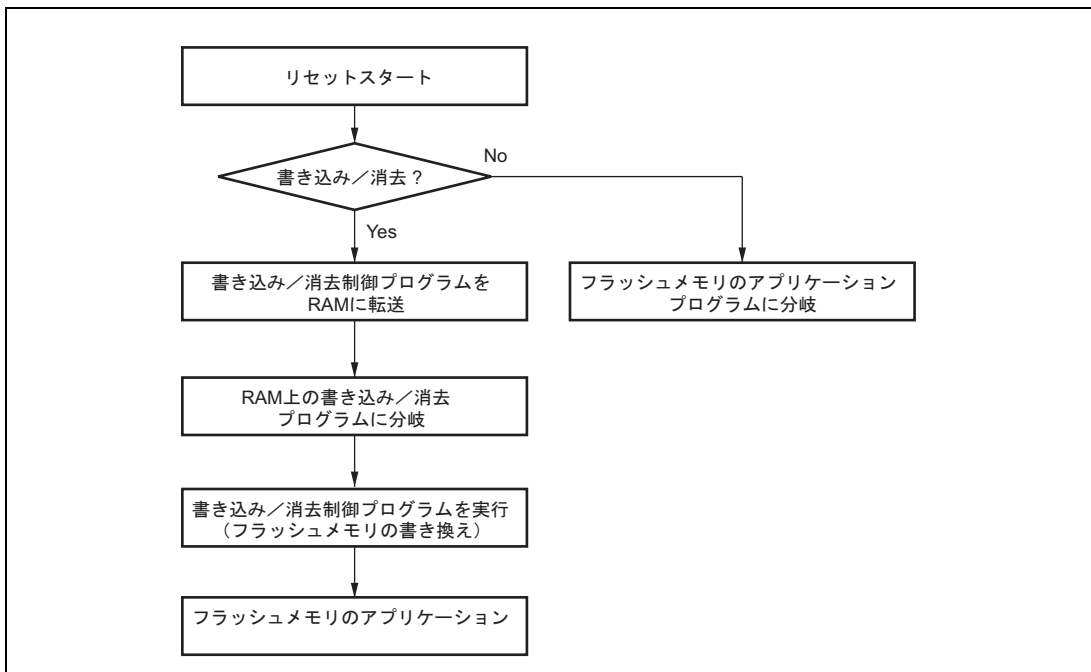 リセットスタート
書き込み／消去？
No
Yes
書き込み／消去制御プログラムを
RAMに転送
フラッシュメモリのアプリケーション
プログラムに分岐
RAM上の書き込み／消去
プログラムに分岐
書き込み／消去制御プログラムを実行
（フラッシュメモリの書き換え）
フラッシュメモリのアプリケーション